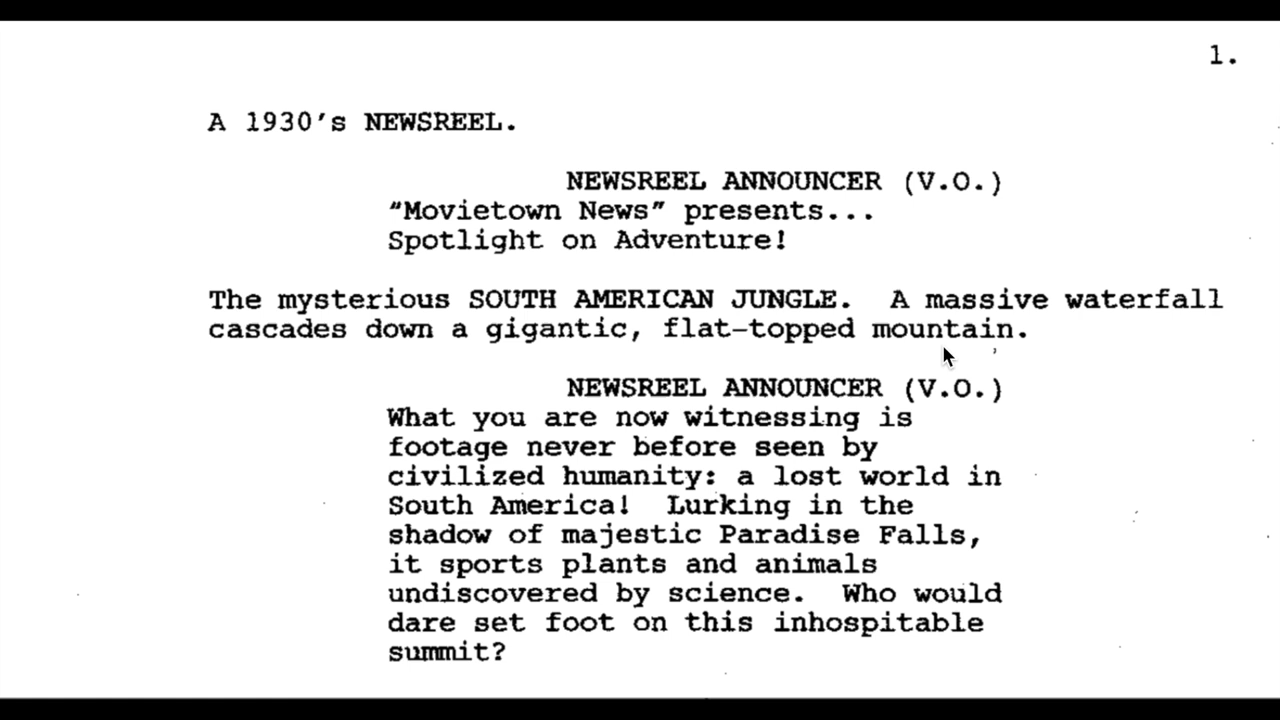 1.
A 1930's NEWSREEL.
NEWSREEL ANNOUNCER (V.O.)
"Movietown News" presents...
Spotlight on Adventure!
The mysterious SOUTH AMERICAN JUNGLE. A massive waterfall
cascades down a gigantic, flat-topped mountain.
NEWSREEL ANNOUNCER (V.O.)
What you are now witnessing is
footage never before seen by
civilized humanity: a lost world in
South America! Lurking in the
shadow of majestic Paradise Falls,
it sports plants and animals
undiscovered by science. Who would
dare set foot on this inhospitable
summit?